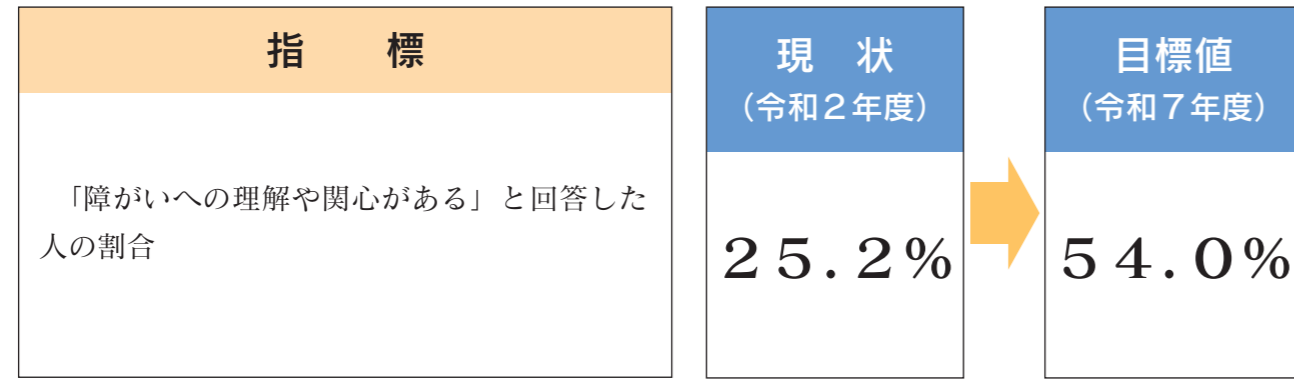 指　標
「障がいへの理解や関心がある」と回答した
人の割合
現　状
（令和２年度）
２５.２％
目標値
（令和７年度）
５４.０％